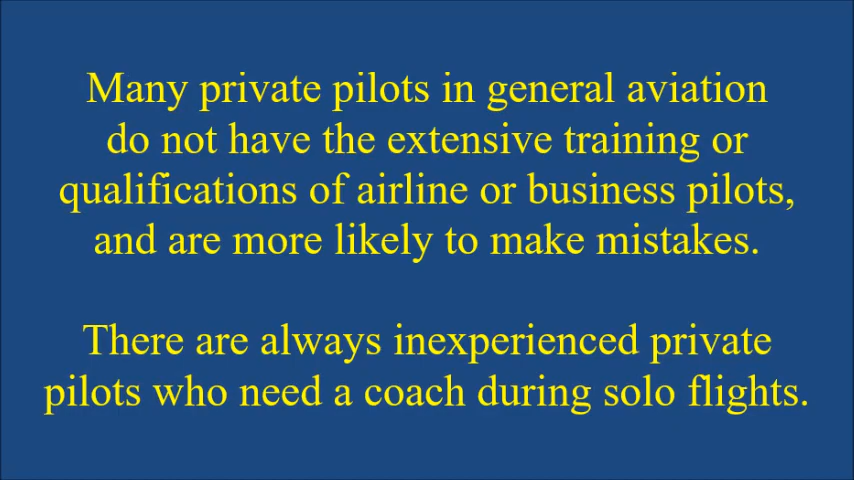 Many private pilots in general aviation
do not have the extensive training or
qualifications of airline or business pilots,
and are more likely to make mistakes.
There are always inexperienced private
pilots who need a coach during solo flights.